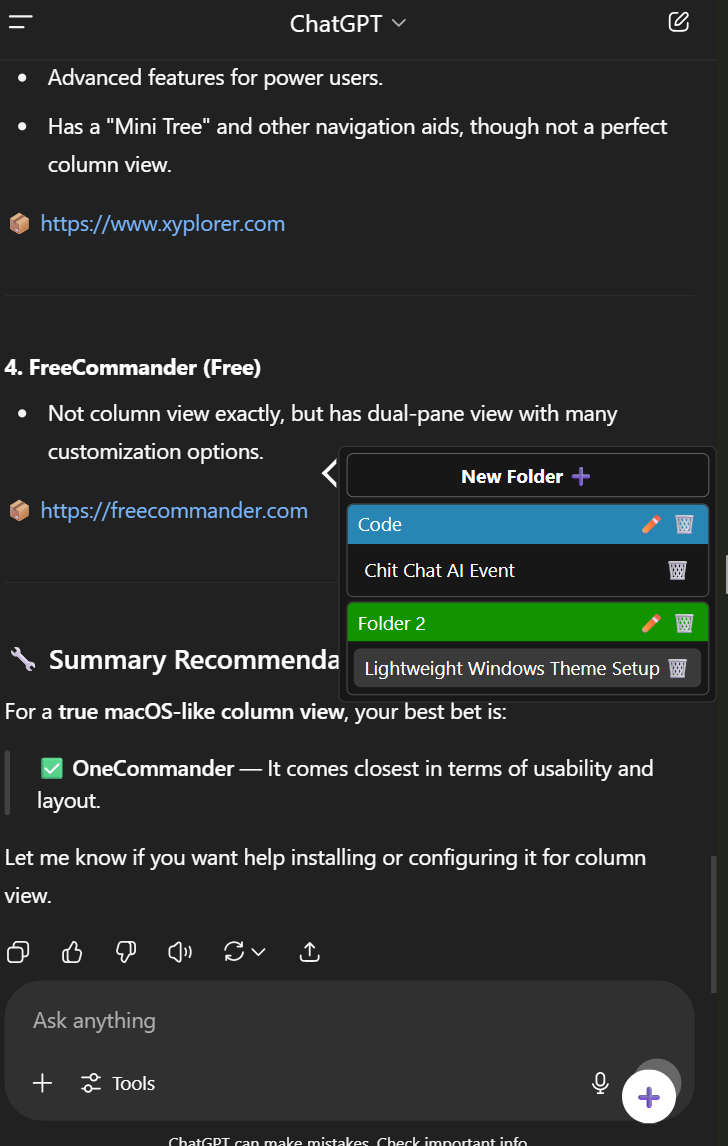 ChatGPT
Advanced features for power users.
Has a "Mini Tree" and other navigation aids, though not a perfect
column view.
https://www.xyplorer.com
4. FreeCommander (Free)
Not column view exactly, but has dual-pane view with many
customization options.
https://freecommander.com
New Folder
Code
Chit Chat AI Event
Folder 2
Lightweight Windows Theme Setup
Summary Recommenda
For a true macOS-like column view, your best bet is:
OneCommander — It comes closest in terms of usability and
layout.
Let me know if you want help installing or configuring it for column
view.
Ask anything
Tools
ChatGPT can make mistakes. Check important info.